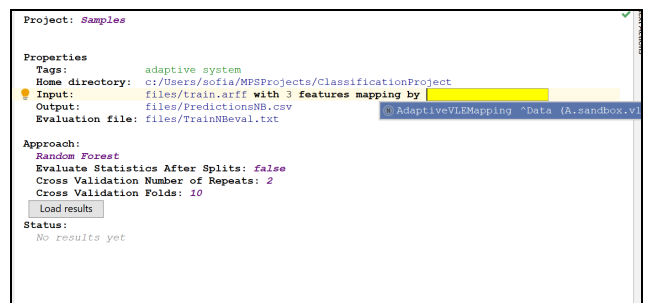 Project: Samples
Properties
Tags: adaptive system
Home directory: c:/Users/sofia/MPSProjects/ClassificationProject
Input: files/train.arff with 3 features mapping by
AdaptiveVLEMapping ^Data (A.sandbox.v1
Output: files/PredictionsNB.csv
Evaluation file: files/TrainNBeval.txt
Approach:
Random Forest
Evaluate Statistics After Splits: false
Cross Validation Number of Repeats: 2
Cross Validation Folds: 10
Load results
Status:
No results yet